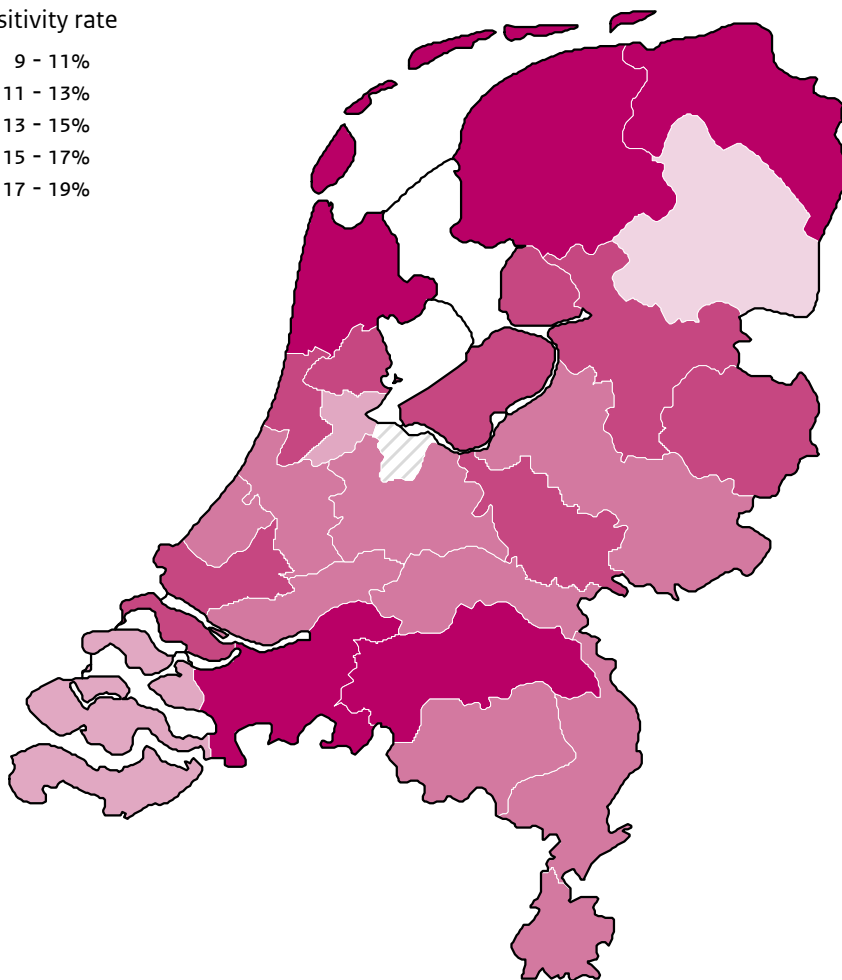 sitivity rate
9 - 11%
11 - 13%
13 - 15%
15 - 17%
17 - 19%